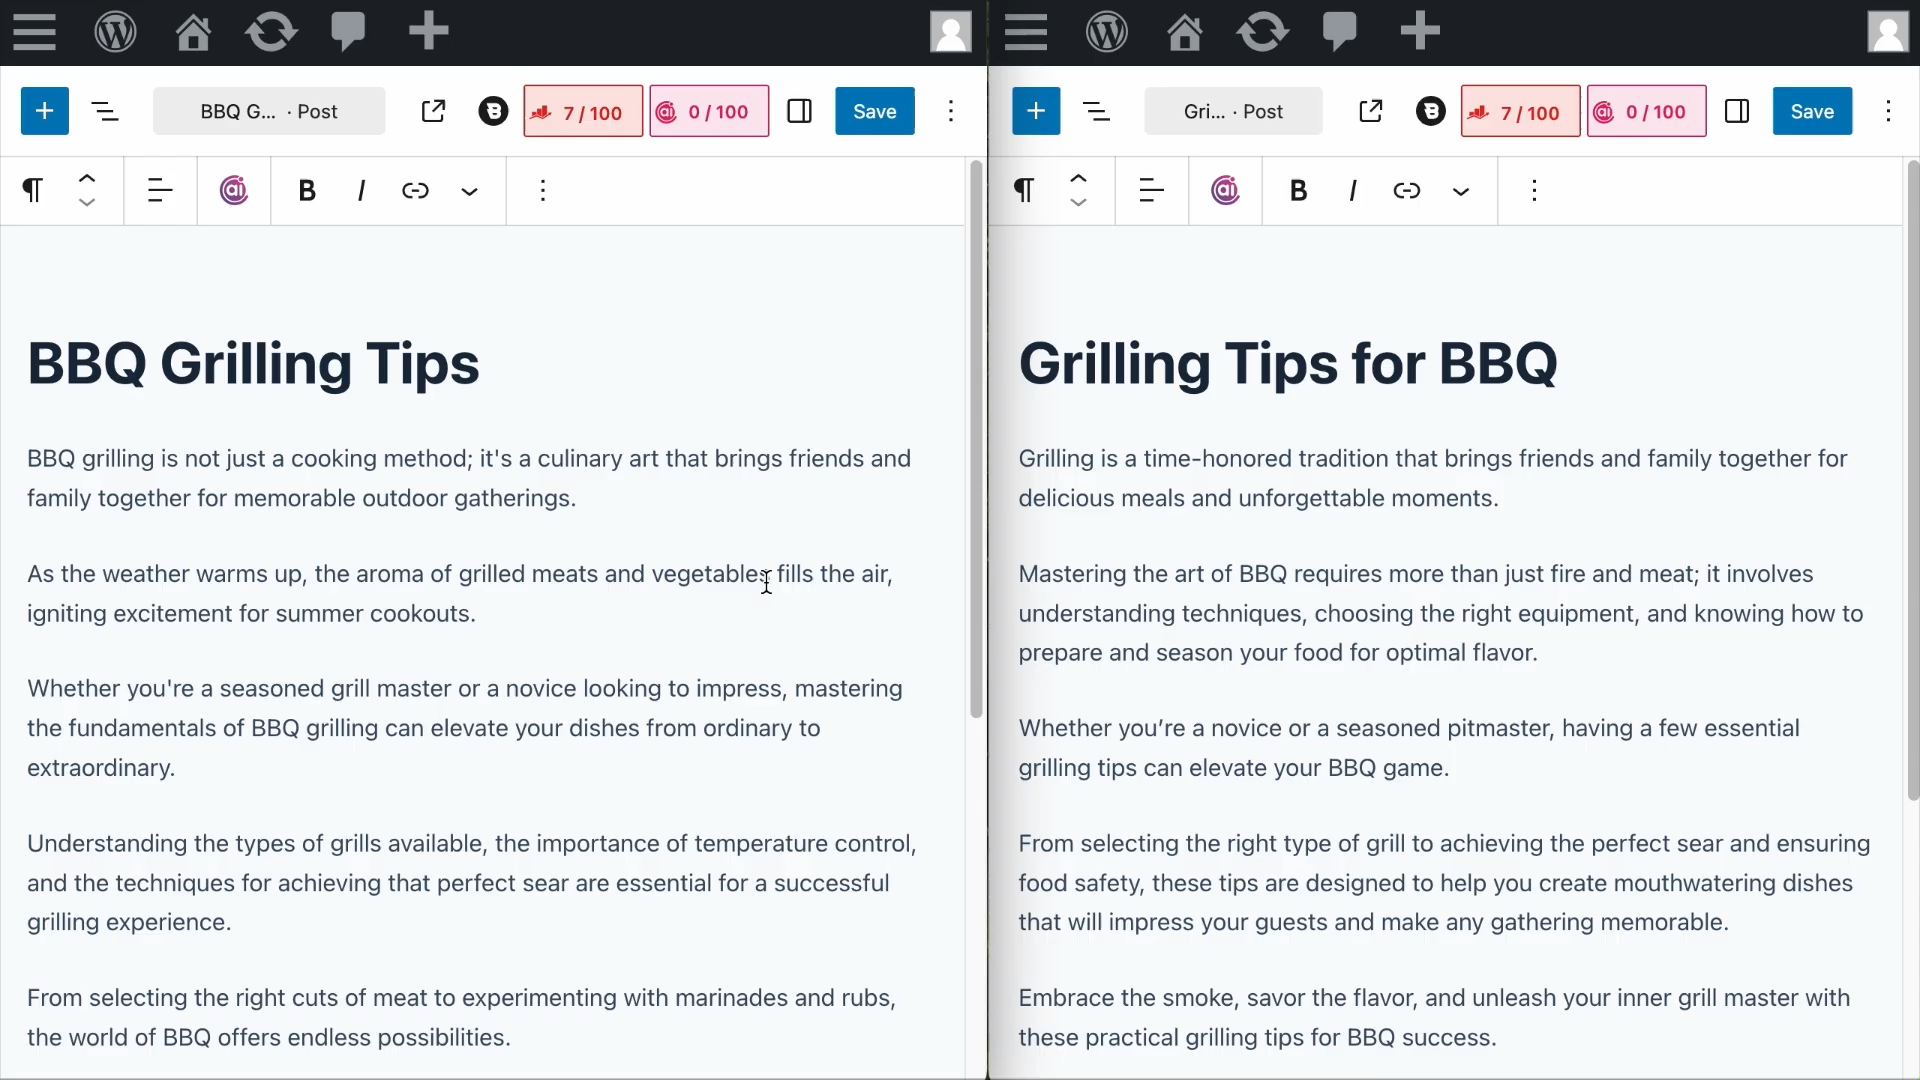 BBQ G... · Post
7 / 100
0 / 100
Save
BBQ Grilling Tips
BBQ grilling is not just a cooking method; it's a culinary art that brings friends and
family together for memorable outdoor gatherings.
As the weather warms up, the aroma of grilled meats and vegetables fills the air,
igniting excitement for summer cookouts.
Whether you're a seasoned grill master or a novice looking to impress, mastering
the fundamentals of BBQ grilling can elevate your dishes from ordinary to
extraordinary.
Understanding the types of grills available, the importance of temperature control,
and the techniques for achieving that perfect sear are essential for a successful
grilling experience.
From selecting the right cuts of meat to experimenting with marinades and rubs,
the world of BBQ offers endless possibilities.
Gri... · Post
7 / 100
0 / 100
Save
Grilling Tips for BBQ
Grilling is a time-honored tradition that brings friends and family together for
delicious meals and unforgettable moments.
Mastering the art of BBQ requires more than just fire and meat; it involves
understanding techniques, choosing the right equipment, and knowing how to
prepare and season your food for optimal flavor.
Whether you’re a novice or a seasoned pitmaster, having a few essential
grilling tips can elevate your BBQ game.
From selecting the right type of grill to achieving the perfect sear and ensuring
food safety, these tips are designed to help you create mouthwatering dishes
that will impress your guests and make any gathering memorable.
Embrace the smoke, savor the flavor, and unleash your inner grill master with
these practical grilling tips for BBQ success.